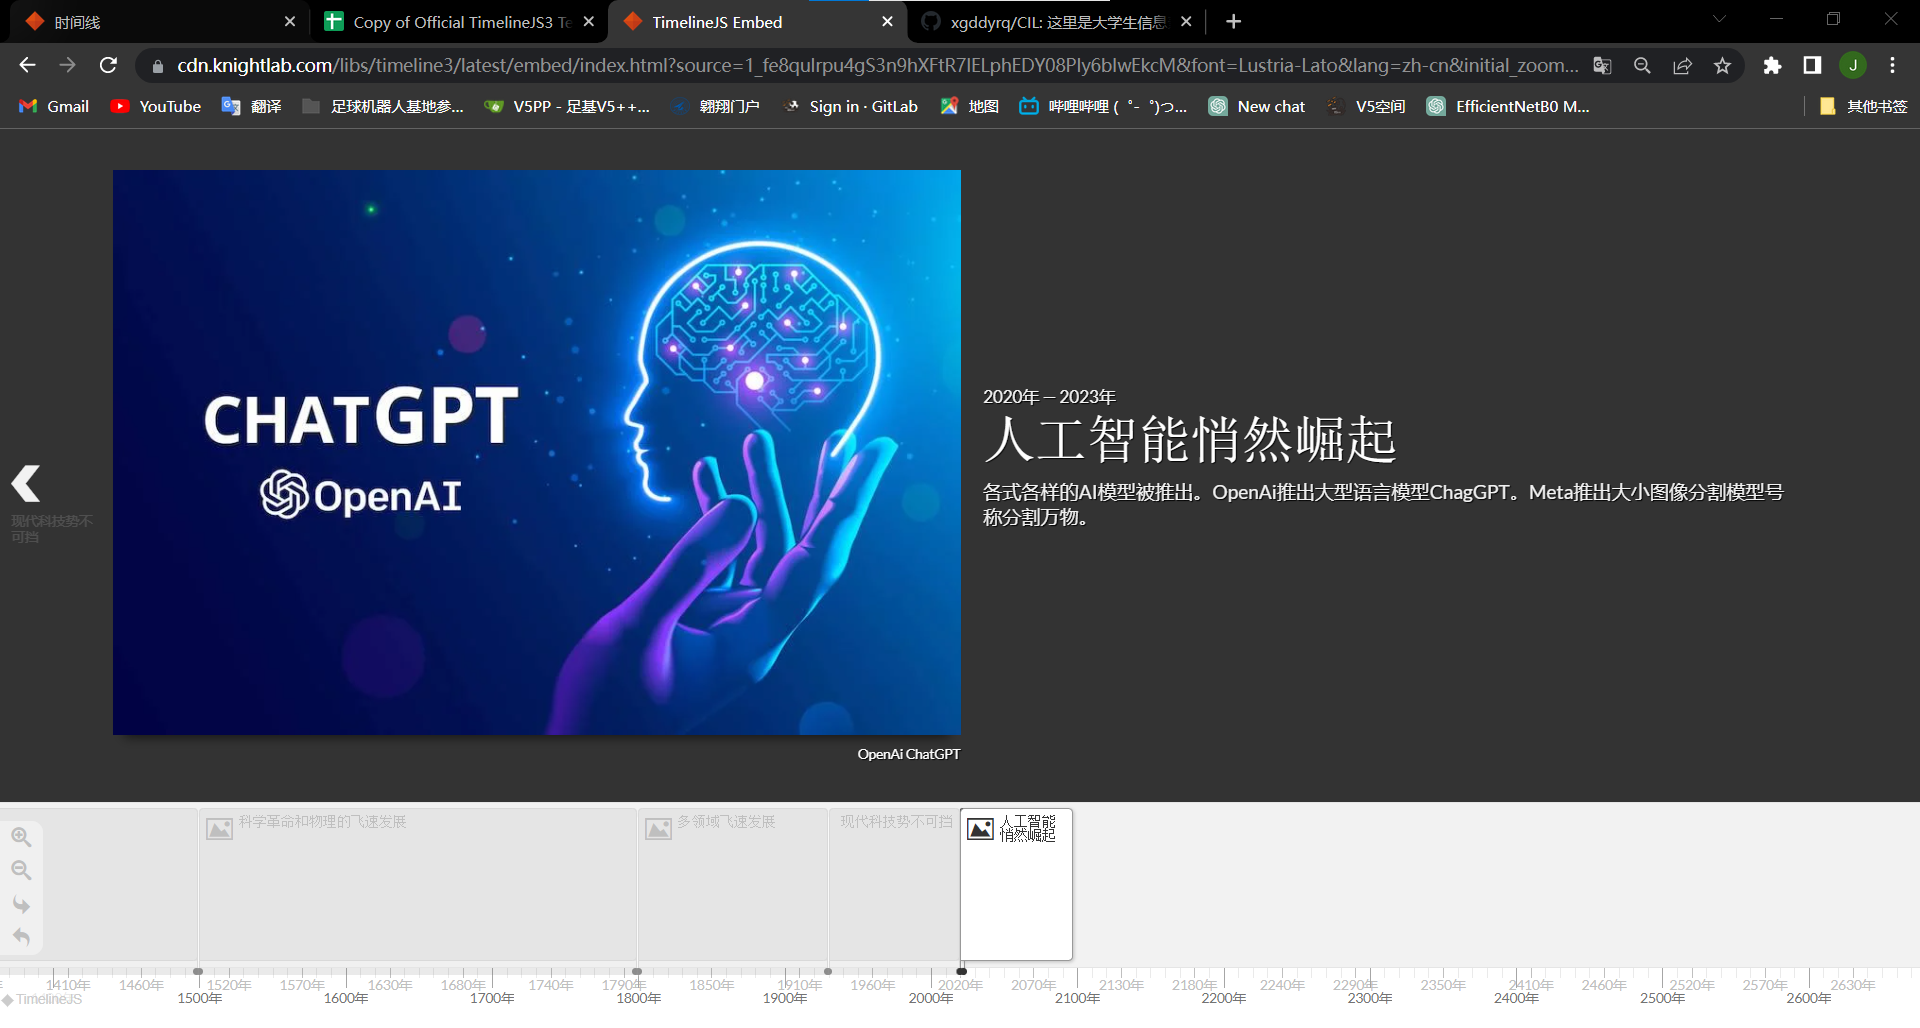 时间线
Copy of Official TimelineJS3 Te
TimelineJS Embed
xgddyrq/CIL: 这里是大学生信息
cdn.knightlab.com/libs/timeline3/latest/embed/index.html?source=1_fe8qulrpu4gS3n9hXFtR7IELphEDY08Ply6blwEkcM&font=Lustria-Lato&lang=zh-cn&initial_zoom...
J
Gmail
YouTube
翻译
足球机器人基地参...
V5PP - 足基V5++...
翱翔门户
Sign in · GitLab
地图
哔哩哔哩 (゜-゜)つ...
New chat
V5空间
EfficientNetB0 M...
其他书签
CHATGPT
OpenAI
现代科技势不
可挡
2020年 — 2023年
人工智能悄然崛起
各式各样的AI模型被推出。OpenAi推出大型语言模型ChagGPT。Meta推出大小图像分割模型号
称分割万物。
OpenAi ChatGPT
科学革命和物理的飞速发展
多领域飞速发展
现代科技势不可挡
人工智能
悄然崛起
1410年 1460年 1520年 1570年 1630年 1680年 1740年 1790年 1850年 1910年 1960年 2020年 2070年 2130年 2180年 2240年 2290年 2350年 2410年 2460年 2520年 2570年 2630年
TimelineJS
1500年 1600年 1700年 1800年 1900年 2000年 2100年 2200年 2300年 2400年 2500年 2600年